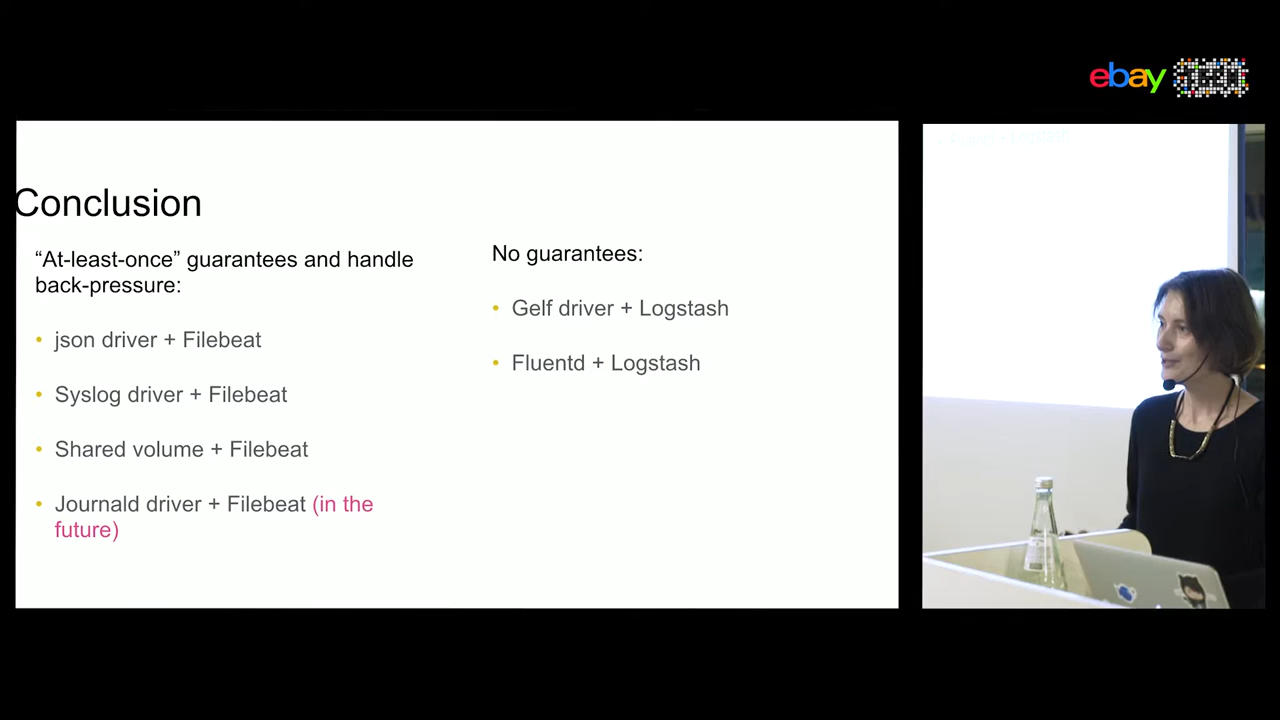 ebay
Conclusion
“At-least-once” guarantees and handle
back-pressure:
• json driver + Filebeat
• Syslog driver + Filebeat
• Shared volume + Filebeat
• Journald driver + Filebeat (in the
future)
No guarantees:
• Gelf driver + Logstash
• Fluentd + Logstash